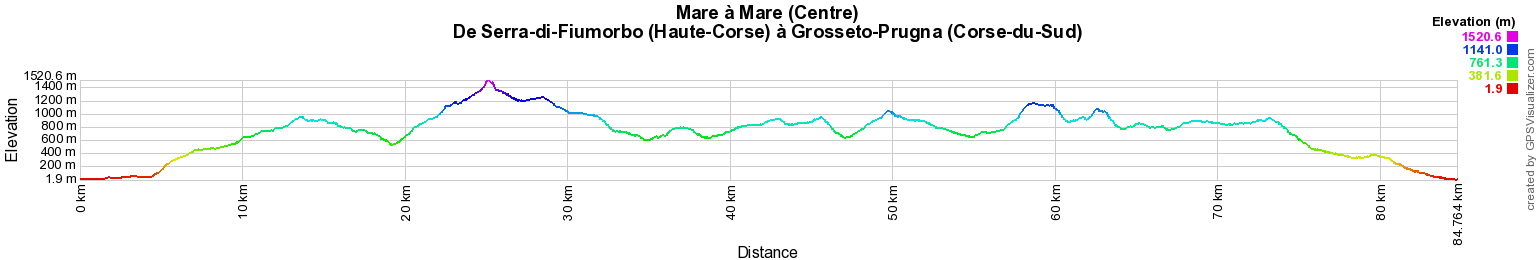 Mare à Mare (Centre)
De Serra-di-Fiumorbo (Haute-Corse) à Grosseto-Prugna (Corse-du-Sud)
Elevation (m)
1520.6
1141.0
761.3
381.6
1.9
Elevation
1520.6 m
1400 m
1200 m
1000 m
800 m
600 m
400 m
200 m
1.9 m
0 km
10 km
20 km
30 km
40 km
50 km
60 km
70 km
80 km
84.764 km
Distance
created by GPSVisualizer.com